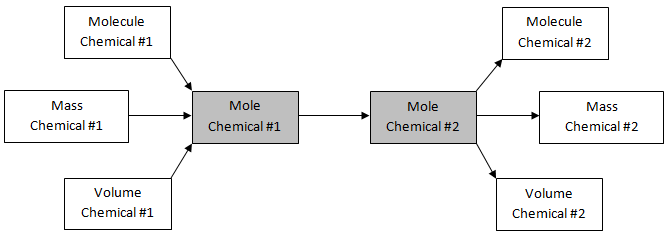 Molecule
Chemical #1
Molecule
Chemical #2
Mass
Chemical #1
Mole
Chemical #1
Mole
Chemical #2
Mass
Chemical #2
Volume
Chemical #1
Volume
Chemical #2